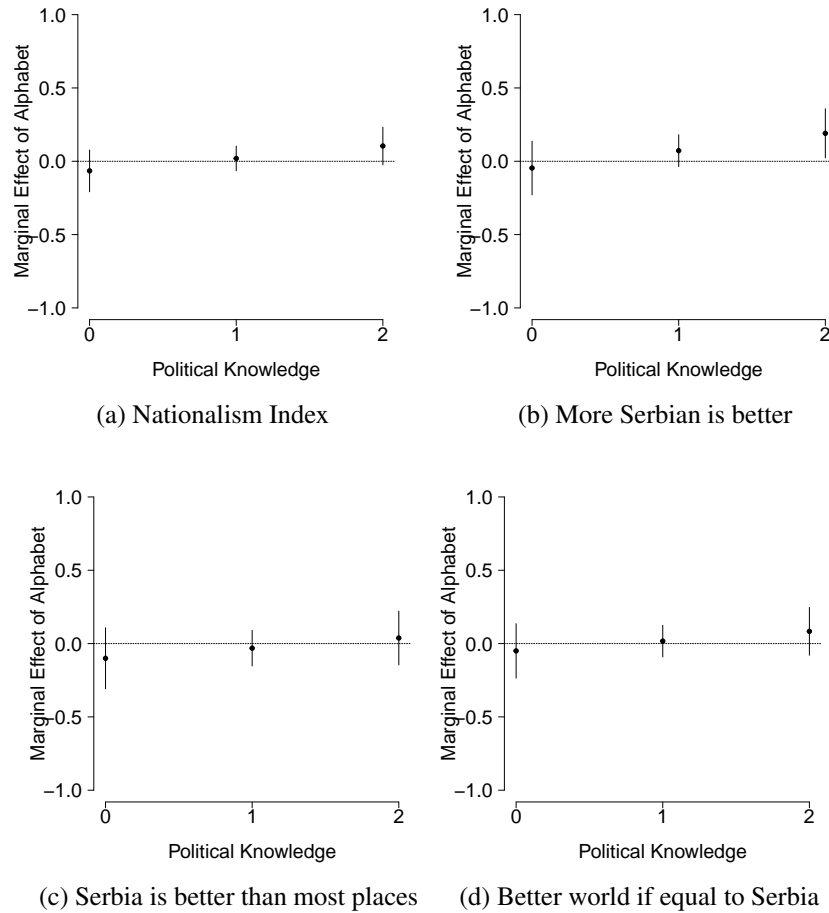 1.0
0.5
0.0
−0.5
−1.0
Marginal Effect of Alphabet
0 1 2
Political Knowledge
(a) Nationalism Index
1.0
0.5
0.0
−0.5
−1.0
Marginal Effect of Alphabet
0 1 2
Political Knowledge
(b) More Serbian is better
1.0
0.5
0.0
−0.5
−1.0
Marginal Effect of Alphabet
0 1 2
Political Knowledge
(c) Serbia is better than most places
1.0
0.5
0.0
−0.5
−1.0
Marginal Effect of Alphabet
0 1 2
Political Knowledge
(d) Better world if equal to Serbia